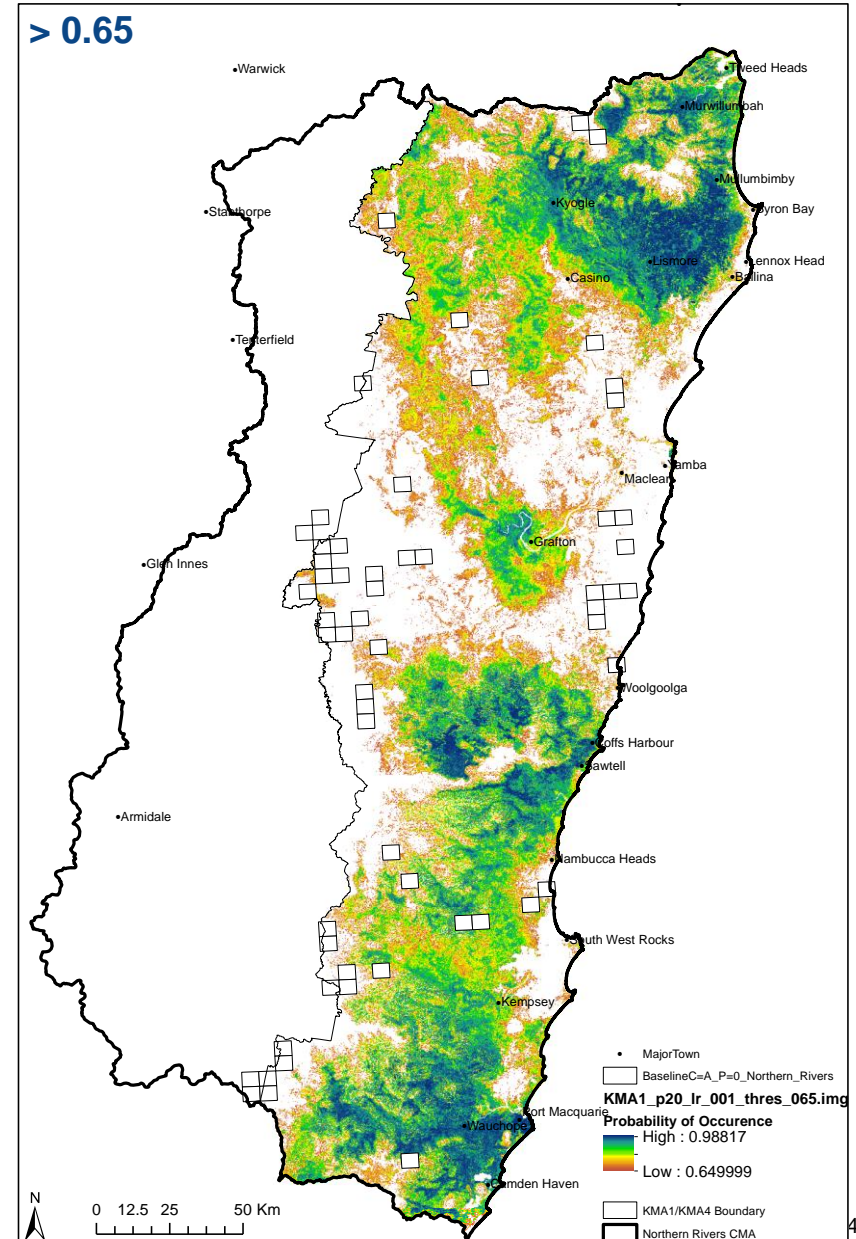 > 0.65
Warwick
Tweed Heads
Murwillumbah
Mullumbimby
Stanthorpe
Kyogle
Byron Bay
Lismore
Lennox Head
Casino
Ballina
Tenterfield
Yamba
Maclean
Grafton
Glen Innes
Woolgoolga
Coffs Harbour
Sawtell
Armidale
Nambucca Heads
South West Rocks
Kempsey
MajorTown
BaselineC=A_P=0_Northern_Rivers
KMA1_p20_lr_001_thres_065.img
Port Macquarie
Probability of Occurence
Wauchope
High : 0.98817
Low : 0.649999
Camden Haven
N
0 12.5 25 50 Km
KMA1/KMA4 Boundary
Northern Rivers CMA
4